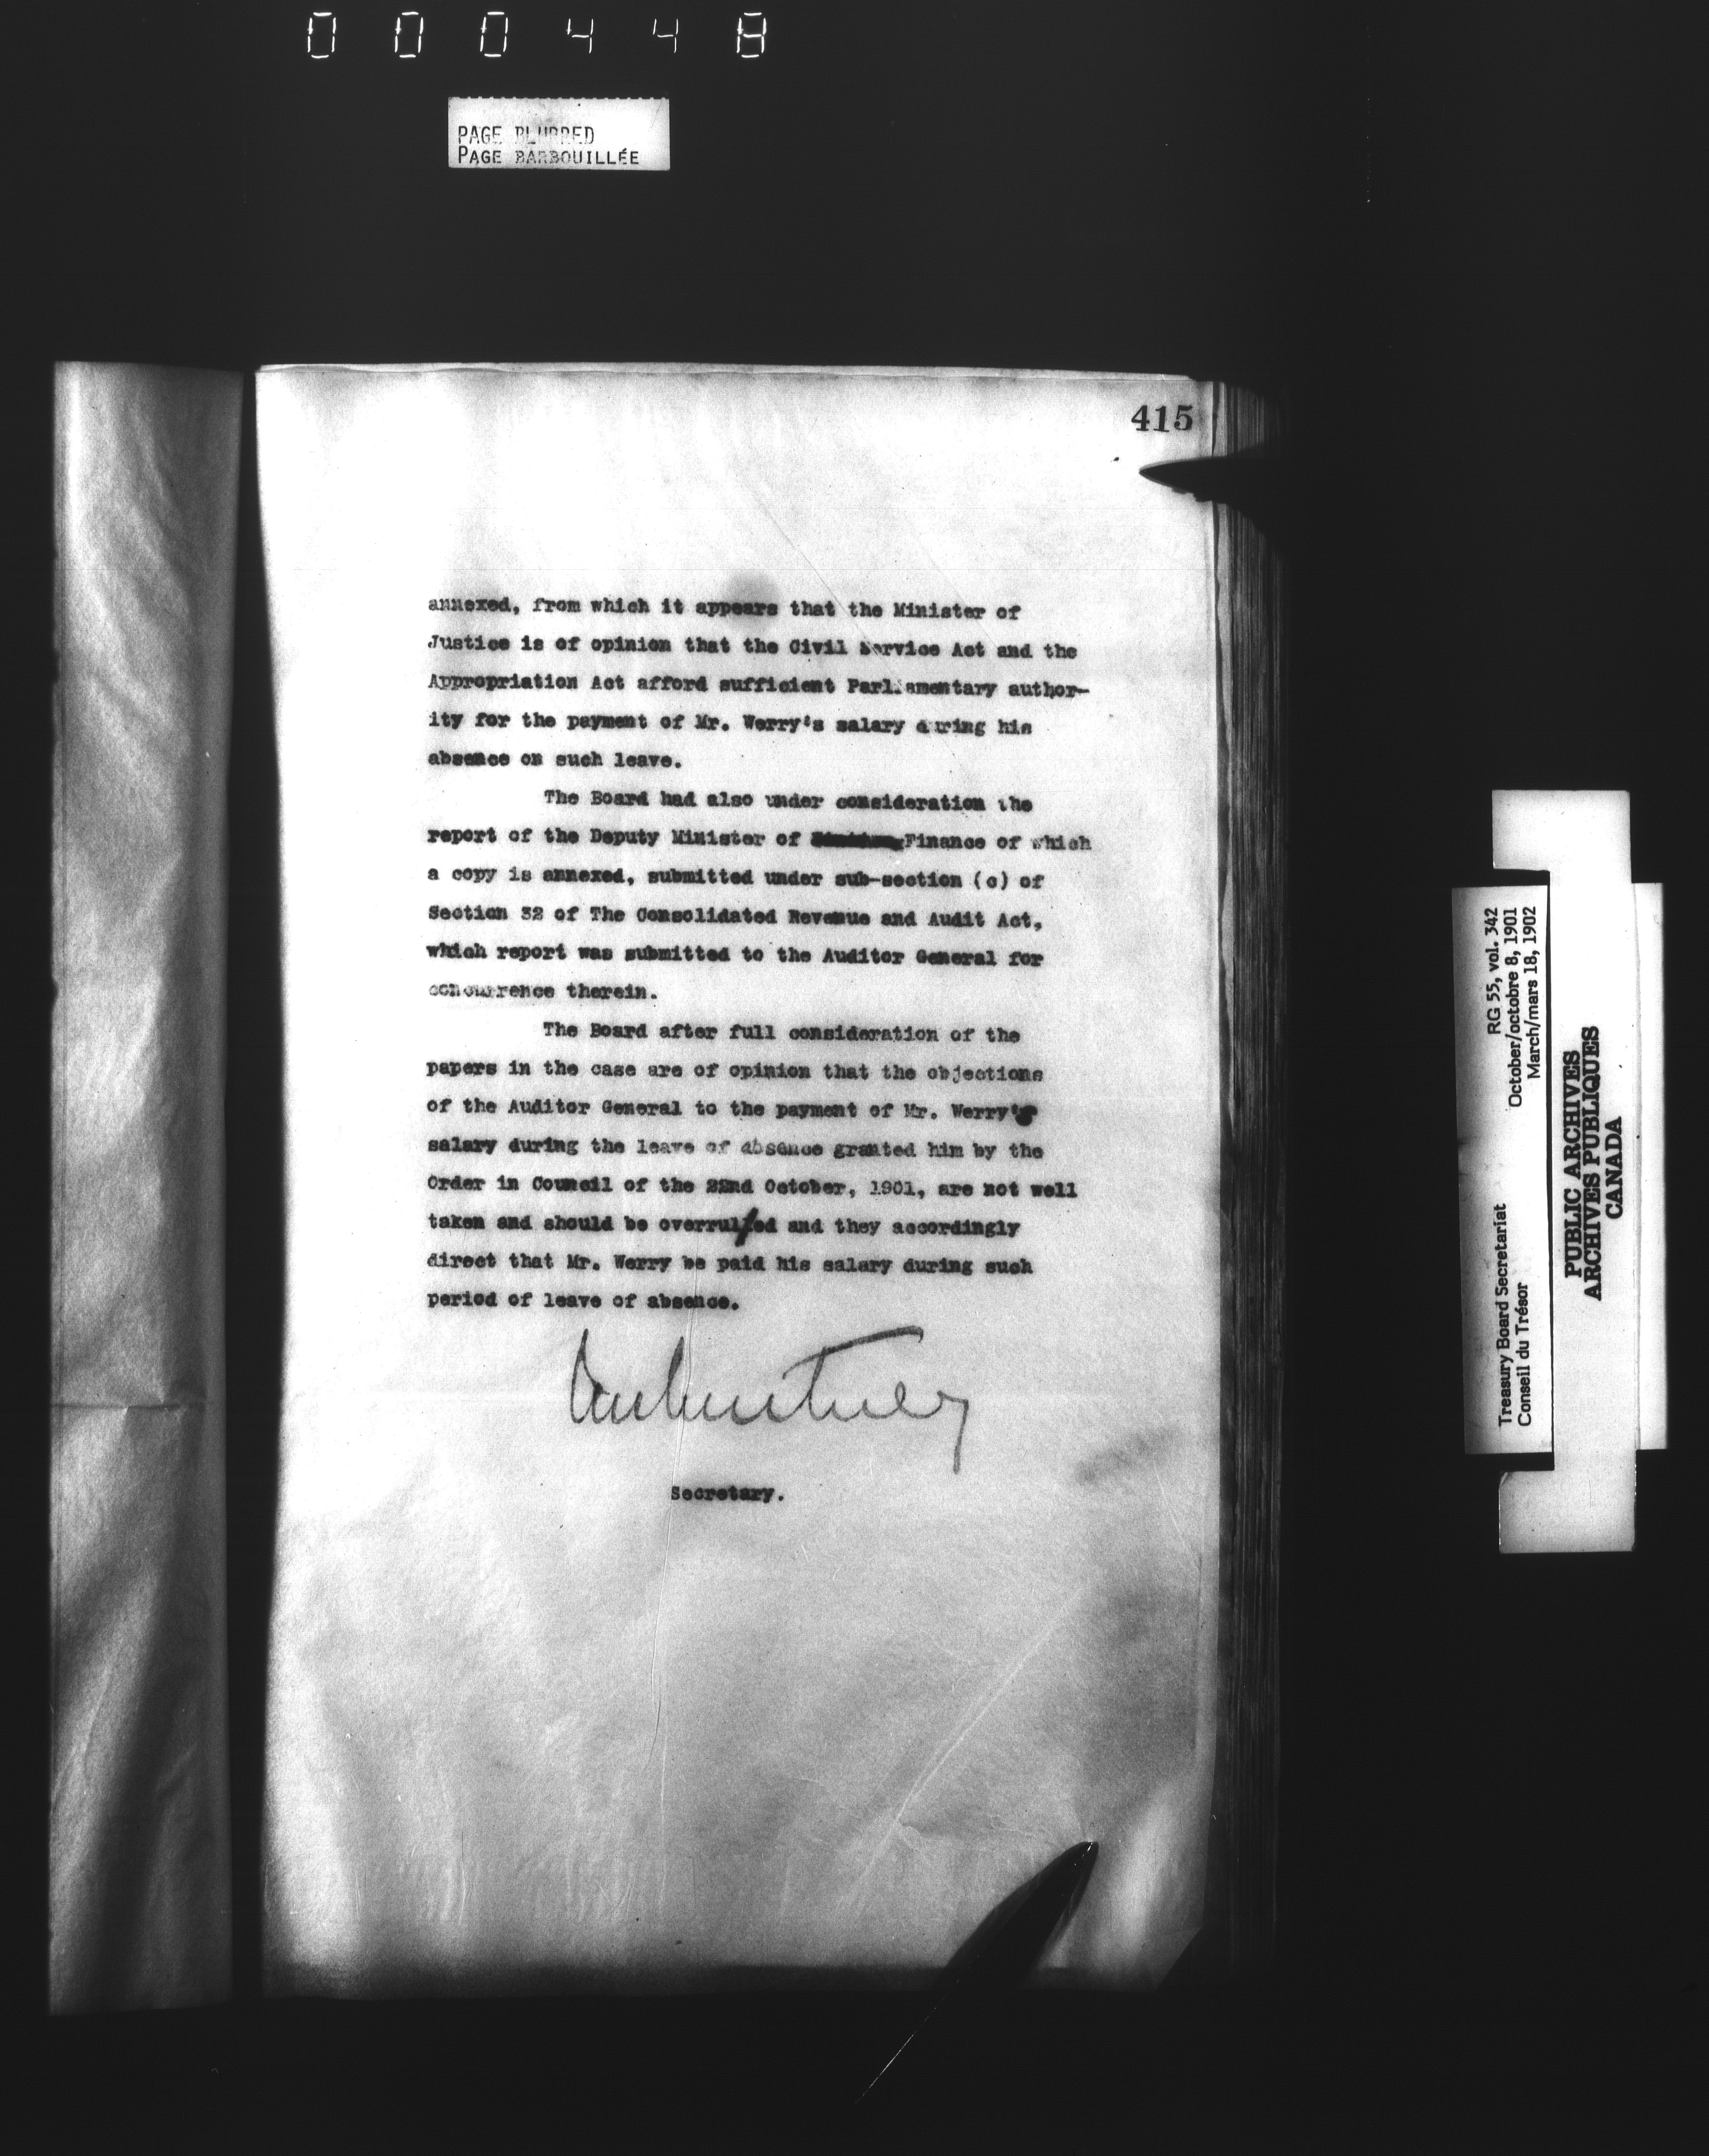 000448
PAGE BLURRED
PAGE BARBOUILLÉE
415
annexed, from which it appears that the Minister of
Justice is of opinion that the Civil Service Act and the
Appropriation Act afford sufficient Parliamentary author-
ity for the payment of Mr. Werry's salary during his
absence on such leave.
The Board had also under consideration the
report of the Deputy Minister of Finance of which
a copy is annexed, submitted under sub-section (c) of
Section 32 of The Consolidated Revenue and Audit Act,
which report was submitted to the Auditor General for
concurrence therein.
The Board after full consideration of the
papers in the case are of opinion that the objections
of the Auditor General to the payment of Mr. Werry's
salary during the leave of absence granted him by the
Order in Council of the 22nd October, 1901, are not well
taken and should be overruled and they accordingly
direct that Mr. Werry be paid his salary during such
period of leave of absence.
Secretary.
Treasury Board Secretariat RG 55, vol. 342
Conseil du Trésor October/octobre 8, 1901
March/mars 18, 1902
PUBLIC ARCHIVES
ARCHIVES PUBLIQUES
CANADA